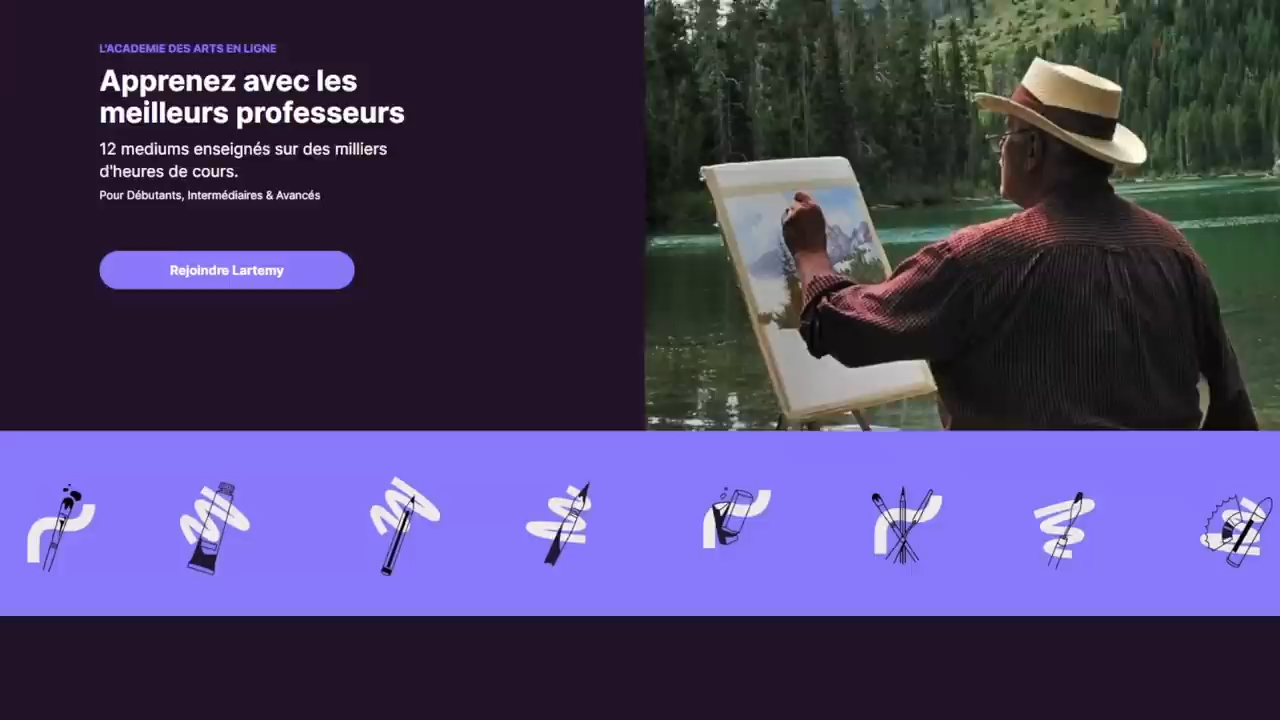 L'ACADEMIE DES ARTS EN LIGNE
Apprenez avec les
meilleurs professeurs
12 mediums enseignés sur des milliers
d'heures de cours.
Pour Débutants, Intermédiaires & Avancés
Rejoindre Lartemy